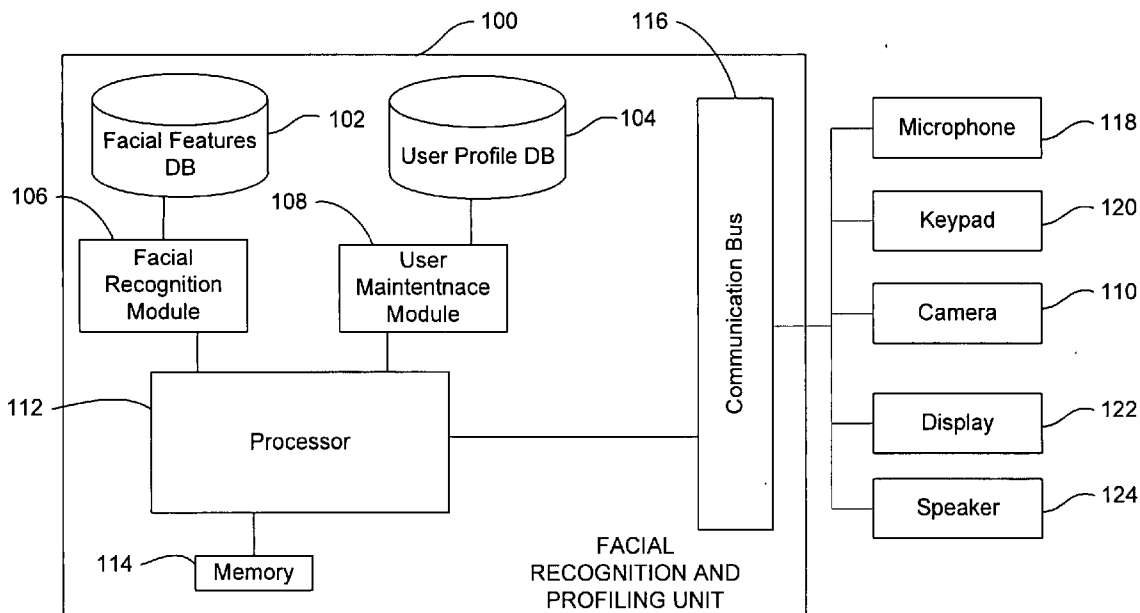 100
116
102
104
Facial Features
DB
User Profile DB
106
108
Facial
Recognition
Module
User
Maintentnace
Module
112
Processor
114
Memory
Communication Bus
FACIAL
RECOGNITION AND
PROFILING UNIT
Microphone
118
Keypad
120
Camera
110
Display
122
Speaker
124